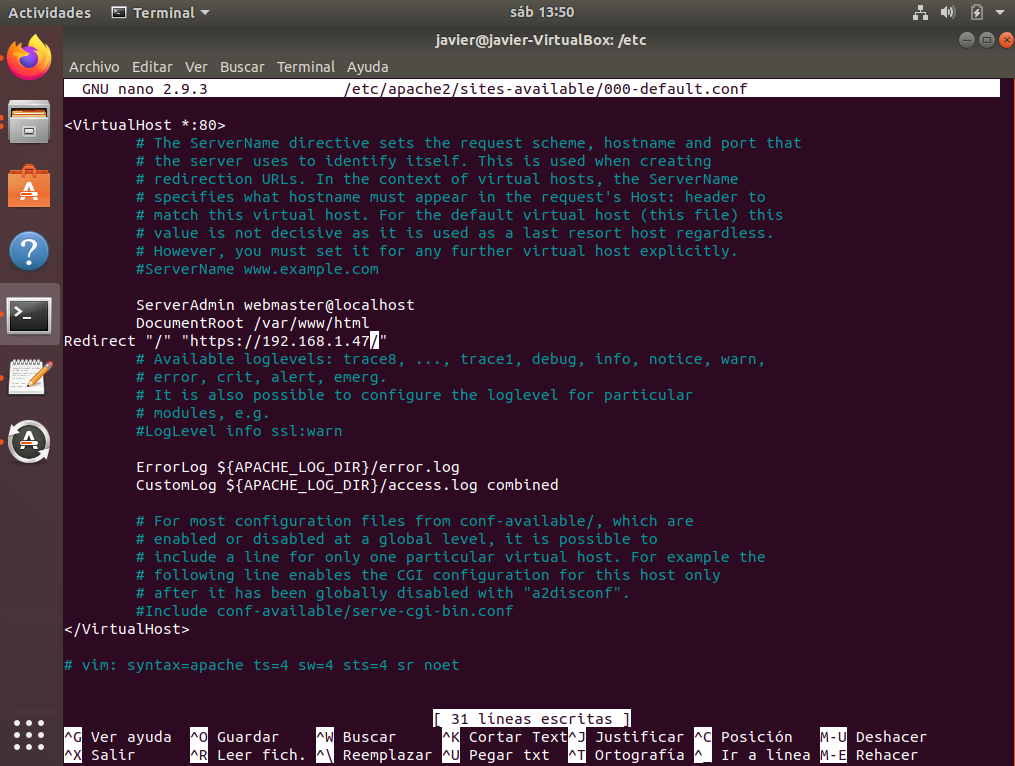 Actividades Terminal sáb 13:50
javier@javier-VirtualBox: /etc
Archivo Editar Ver Buscar Terminal Ayuda
GNU nano 2.9.3 /etc/apache2/sites-available/000-default.conf
<VirtualHost *:80>
# The ServerName directive sets the request scheme, hostname and port that
# the server uses to identify itself. This is used when creating
# redirection URLs. In the context of virtual hosts, the ServerName
# specifies what hostname must appear in the request's Host: header to
# match this virtual host. For the default virtual host (this file) this
# value is not decisive as it is used as a last resort host regardless.
# However, you must set it for any further virtual host explicitly.
#ServerName www.example.com
ServerAdmin webmaster@localhost
DocumentRoot /var/www/html
Redirect "/" "https://192.168.1.47/"
# Available loglevels: trace8, ..., trace1, debug, info, notice, warn,
# error, crit, alert, emerg.
# It is also possible to configure the loglevel for particular
# modules, e.g.
#LogLevel info ssl:warn
ErrorLog ${APACHE_LOG_DIR}/error.log
CustomLog ${APACHE_LOG_DIR}/access.log combined
# For most configuration files from conf-available/, which are
# enabled or disabled at a global level, it is possible to
# include a line for only one particular virtual host. For example the
# following line enables the CGI configuration for this host only
# after it has been globally disabled with "a2disconf".
#Include conf-available/serve-cgi-bin.conf
</VirtualHost>
# vim: syntax=apache ts=4 sw=4 sts=4 sr noet
[ 31 líneas escritas ]
^G Ver ayuda ^O Guardar ^W Buscar ^K Cortar Text ^J Justificar ^C Posición M-U Deshacer
^X Salir ^R Leer fich. ^\ Reemplazar ^U Pegar txt ^T Ortografía ^_ Ir a línea M-E Rehacer